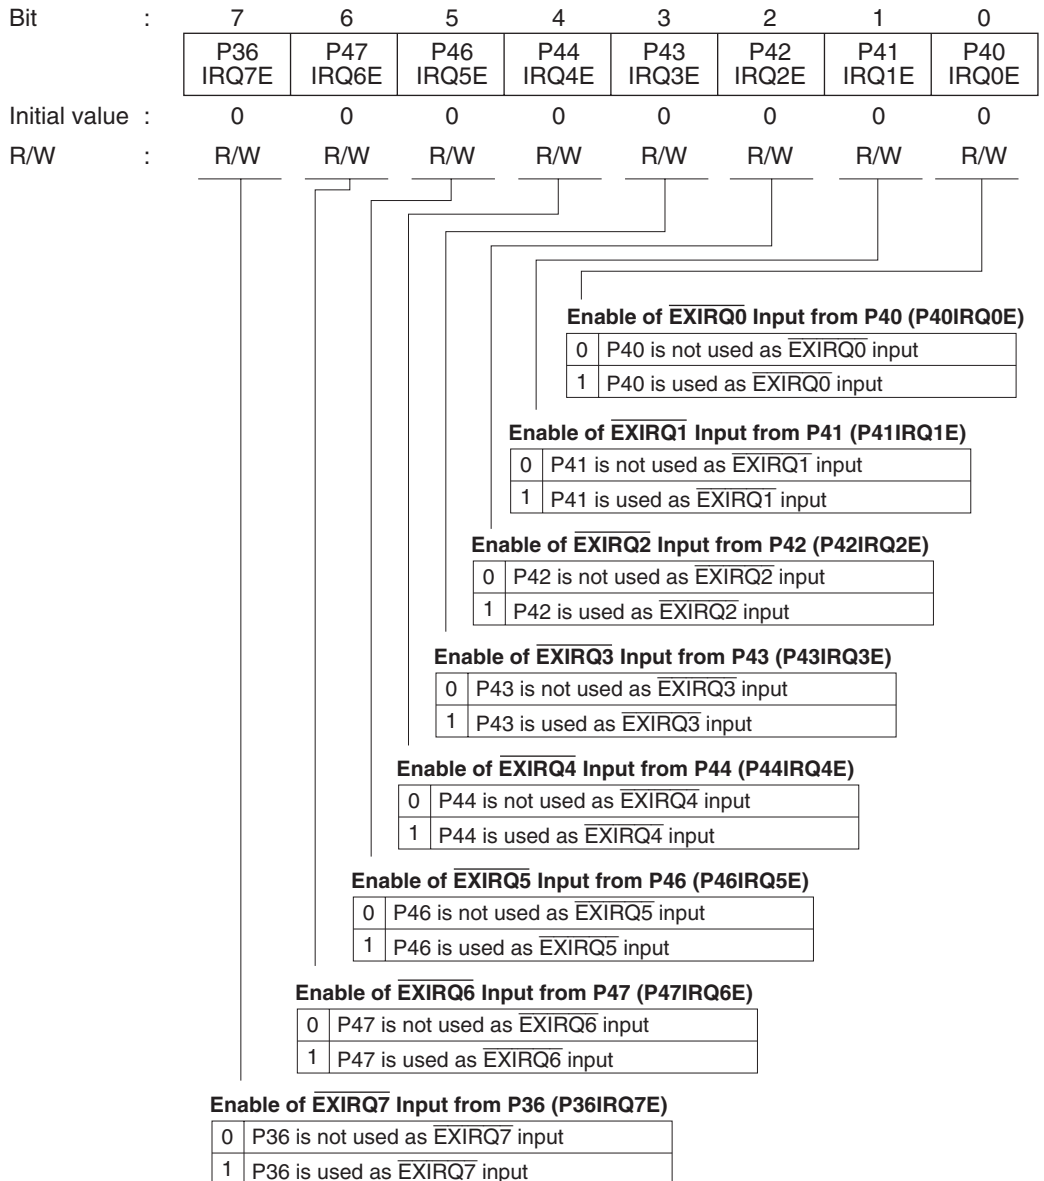 Bit : 7 6 5 4 3 2 1 0
P36 P47 P46 P44 P43 P42 P41 P40
IRQ7E IRQ6E IRQ5E IRQ4E IRQ3E IRQ2E IRQ1E IRQ0E
Initial value : 0 0 0 0 0 0 0 0
R/W : R/W R/W R/W R/W R/W R/W R/W R/W
Enable of EXIRQ0 Input from P40 (P40IRQ0E)
0 P40 is not used as EXIRQ0 input
1 P40 is used as EXIRQ0 input
Enable of EXIRQ1 Input from P41 (P41IRQ1E)
0 P41 is not used as EXIRQ1 input
1 P41 is used as EXIRQ1 input
Enable of EXIRQ2 Input from P42 (P42IRQ2E)
0 P42 is not used as EXIRQ2 input
1 P42 is used as EXIRQ2 input
Enable of EXIRQ3 Input from P43 (P43IRQ3E)
0 P43 is not used as EXIRQ3 input
1 P43 is used as EXIRQ3 input
Enable of EXIRQ4 Input from P44 (P44IRQ4E)
0 P44 is not used as EXIRQ4 input
1 P44 is used as EXIRQ4 input
Enable of EXIRQ5 Input from P46 (P46IRQ5E)
0 P46 is not used as EXIRQ5 input
1 P46 is used as EXIRQ5 input
Enable of EXIRQ6 Input from P47 (P47IRQ6E)
0 P47 is not used as EXIRQ6 input
1 P47 is used as EXIRQ6 input
Enable of EXIRQ7 Input from P36 (P36IRQ7E)
0 P36 is not used as EXIRQ7 input
1 P36 is used as EXIRQ7 input